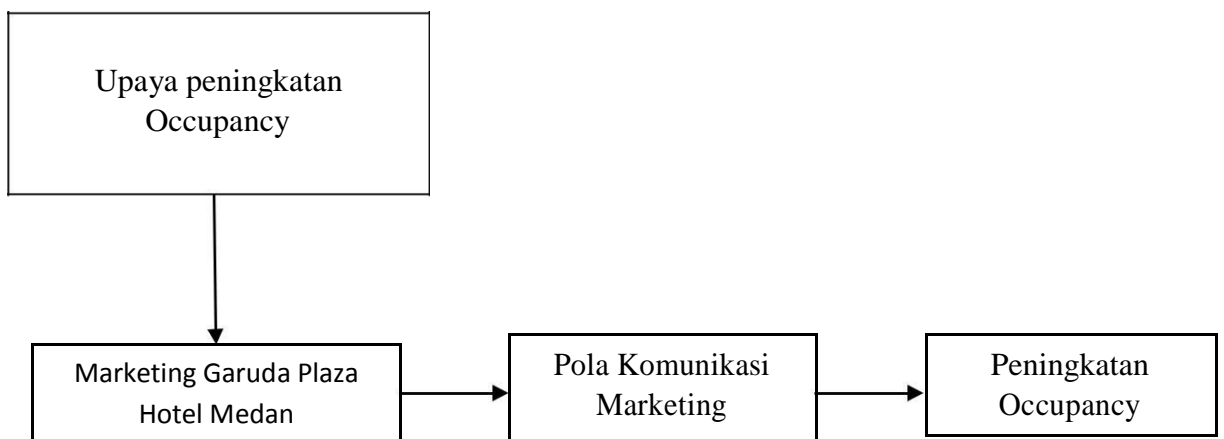 Upaya peningkatan
Occupancy
Marketing Garuda Plaza
Hotel Medan
Pola Komunikasi
Marketing
Peningkatan
Occupancy